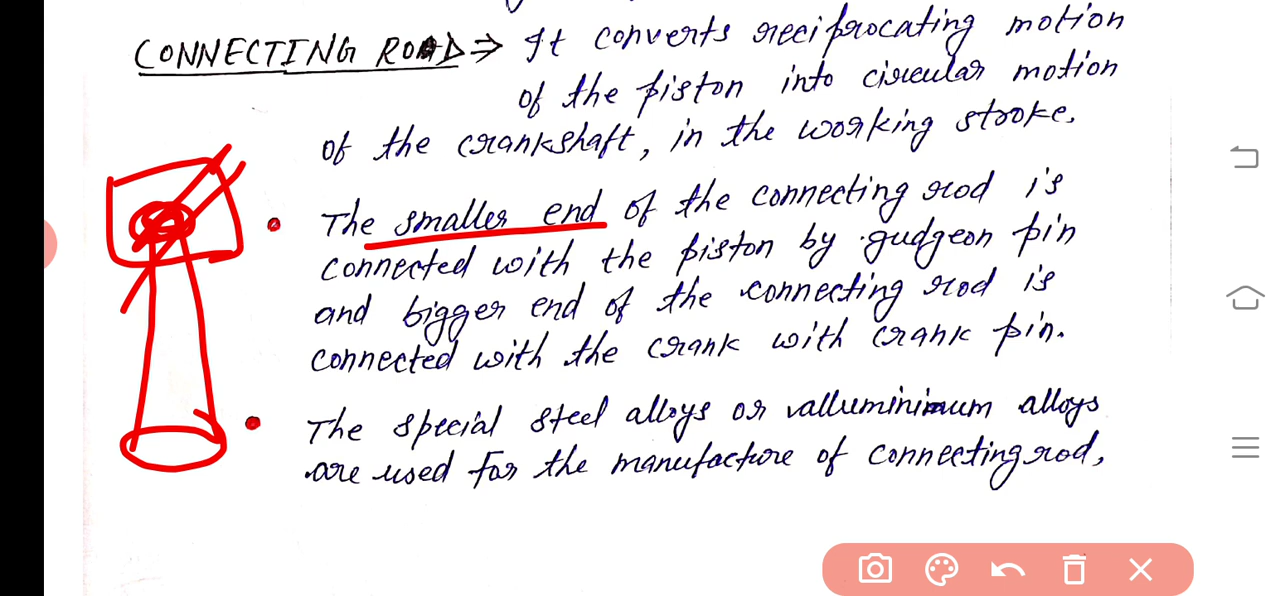 CONNECTING ROAD ⇒ It converts reciprocating motion
of the piston into circular motion
of the crankshaft, in the working stroke.
• The smaller end of the connecting rod is
connected with the piston by gudgeon pin
and bigger end of the connecting rod is
connected with the crank with crank pin.
• The special steel alloys or valluminimum alloys
are used for the manufacture of connecting rod,